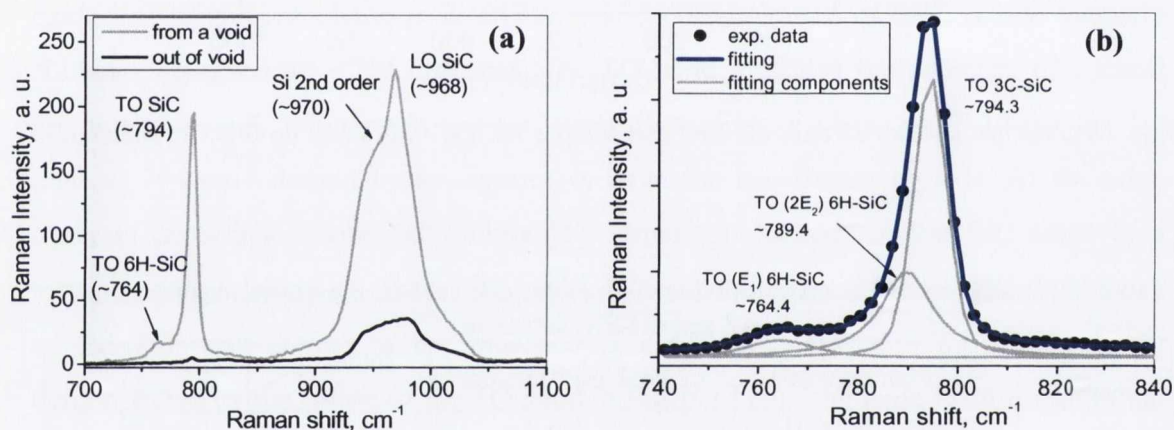 (a)
from a void
out of void
TO SiC
(~794)
Si 2nd order
(~970)
LO SiC
(~968)
TO 6H-SiC
(~764)
250
200
150
100
50
0
700 800 900 1000 1100
Raman Intensity, a. u.
Raman shift, cm⁻¹
(b)
exp. data
fitting
fitting components
TO 3C-SiC
~794.3
TO (2E₂) 6H-SiC
~789.4
TO (E₁) 6H-SiC
~764.4
740 760 780 800 820 840
Raman Intensity, a. u.
Raman shift, cm⁻¹